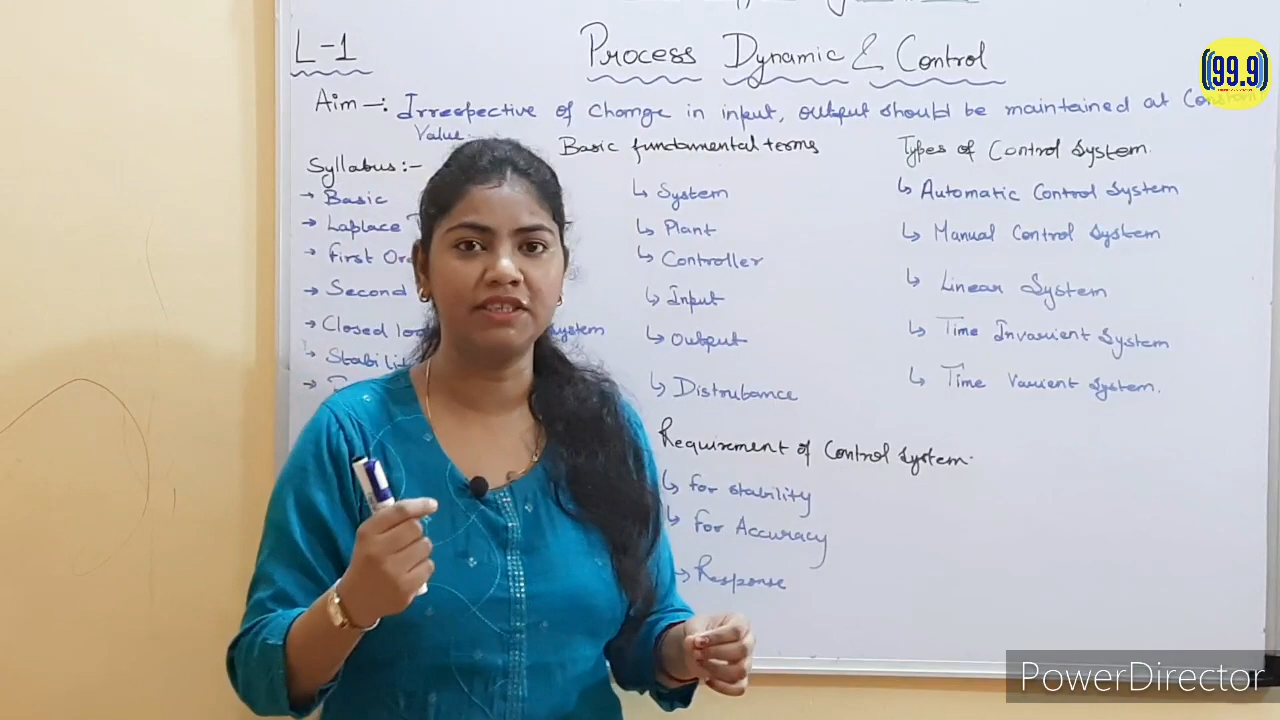 L-1
Process Dynamic & Control
Aim -: Irrespective of change in input, output should be maintained at Constant
Value.
Syllabus:-
→ Basic
→ Laplace
→ First
→ Second
→ Closed system
→ Stability
Basic fundamental terms
↳ System
↳ Plant
↳ Controller
↳ Input
↳ Output
↳ Distrubance
Requirement of Control System.
↳ For stability
↳ For Accuracy
→ Response
Types of Control System.
↳ Automatic Control System
↳ Manual Control System
↳ Linear System
↳ Time Invarient System
↳ Time Varient System.
99.9
PowerDirector